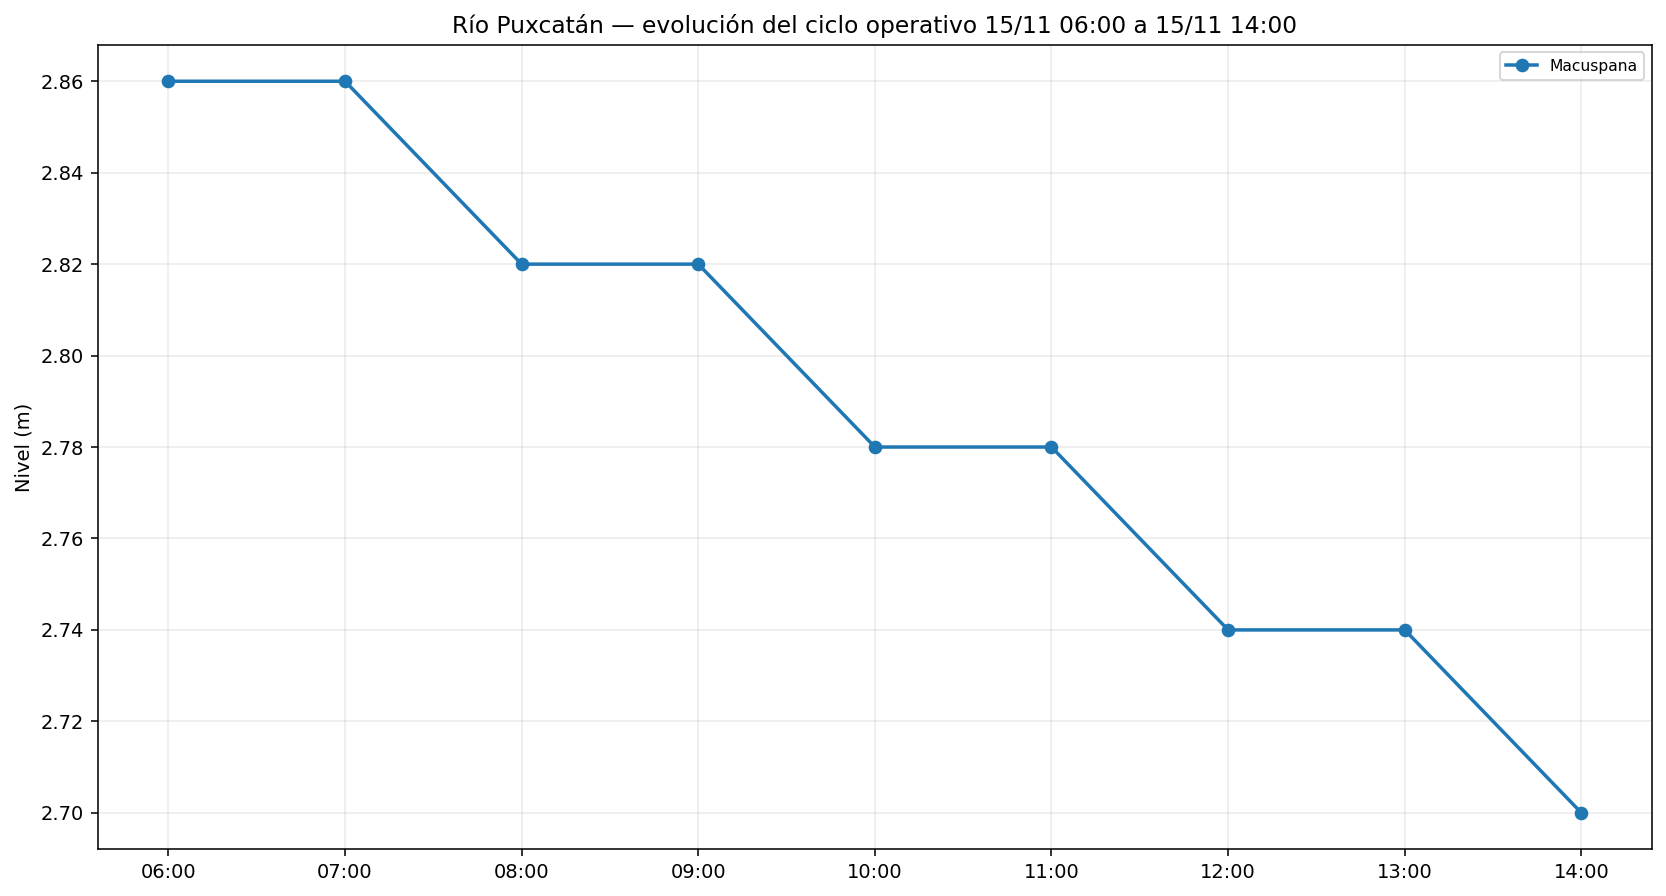 Río Puxcatán — evolución del ciclo operativo 15/11 06:00 a 15/11 14:00
Macuspana
Nivel (m)
2.86
2.84
2.82
2.80
2.78
2.76
2.74
2.72
2.70
06:00 07:00 08:00 09:00 10:00 11:00 12:00 13:00 14:00